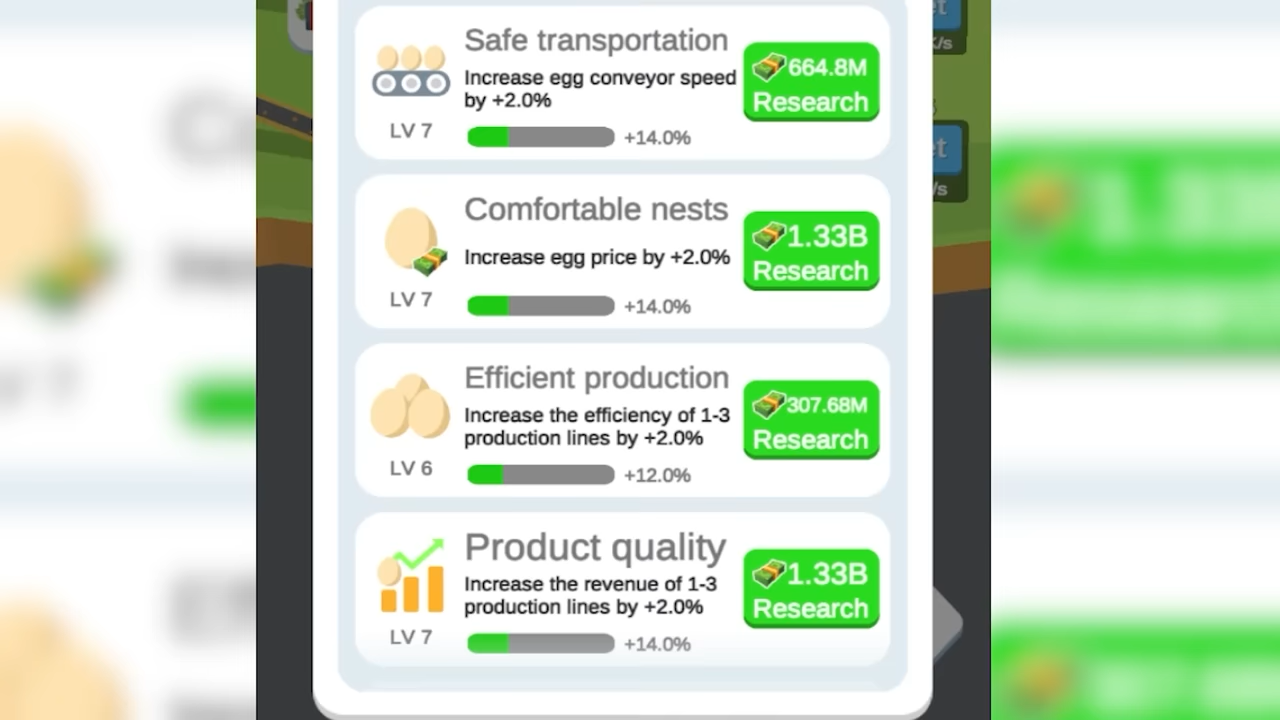 Safe transportation
Increase egg conveyor speed
by +2.0%
LV 7
+14.0%
664.8M
Research
Comfortable nests
Increase egg price by +2.0%
LV 7
+14.0%
1.33B
Research
Efficient production
Increase the efficiency of 1-3
production lines by +2.0%
LV 6
+12.0%
307.68M
Research
Product quality
Increase the revenue of 1-3
production lines by +2.0%
LV 7
+14.0%
1.33B
Research